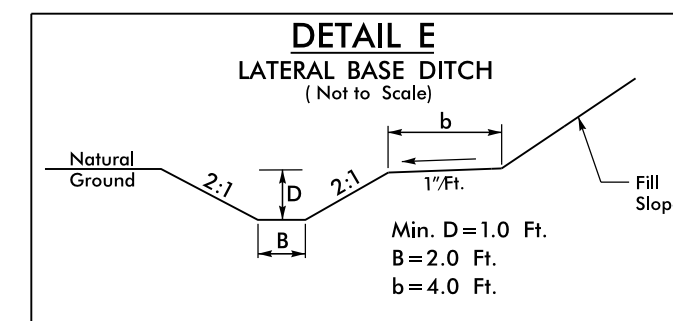 DETAIL E
LATERAL BASE DITCH
( Not to Scale)
b
Natural
Ground
2:1
D
2:1
1"/Ft.
B
Fill
Slop
Min. D=1.0 Ft.
B=2.0 Ft.
b=4.0 Ft.